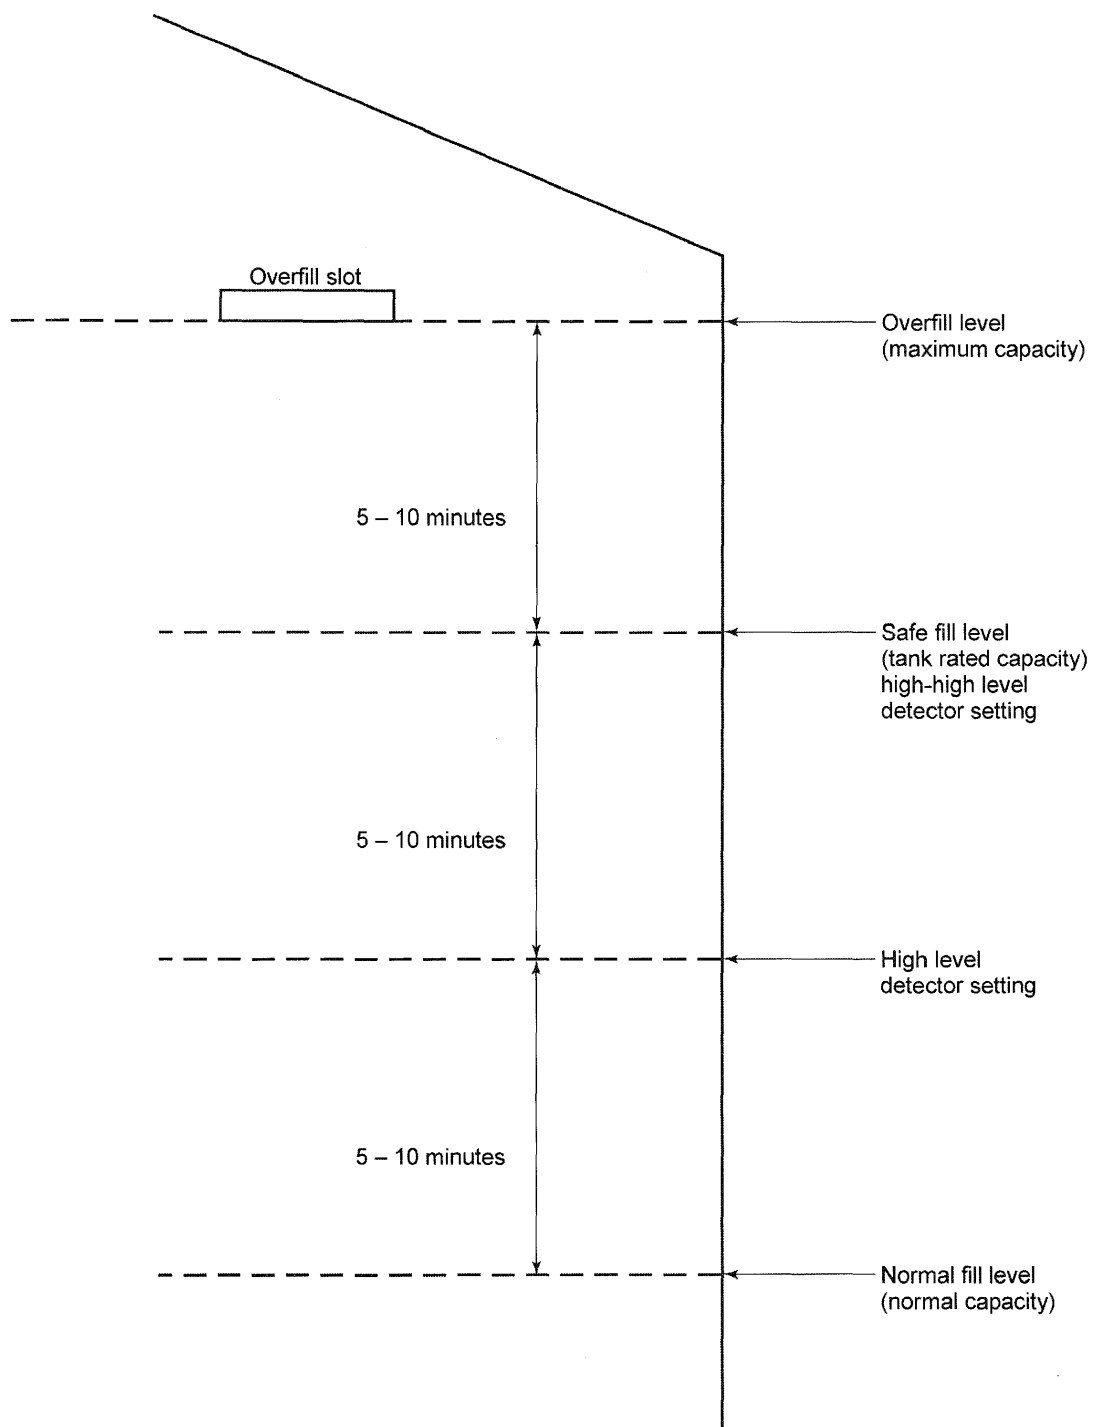 Overfill slot
Overfill level
(maximum capacity)
5 – 10 minutes
Safe fill level
(tank rated capacity)
high-high level
detector setting
5 – 10 minutes
High level
detector setting
5 – 10 minutes
Normal fill level
(normal capacity)